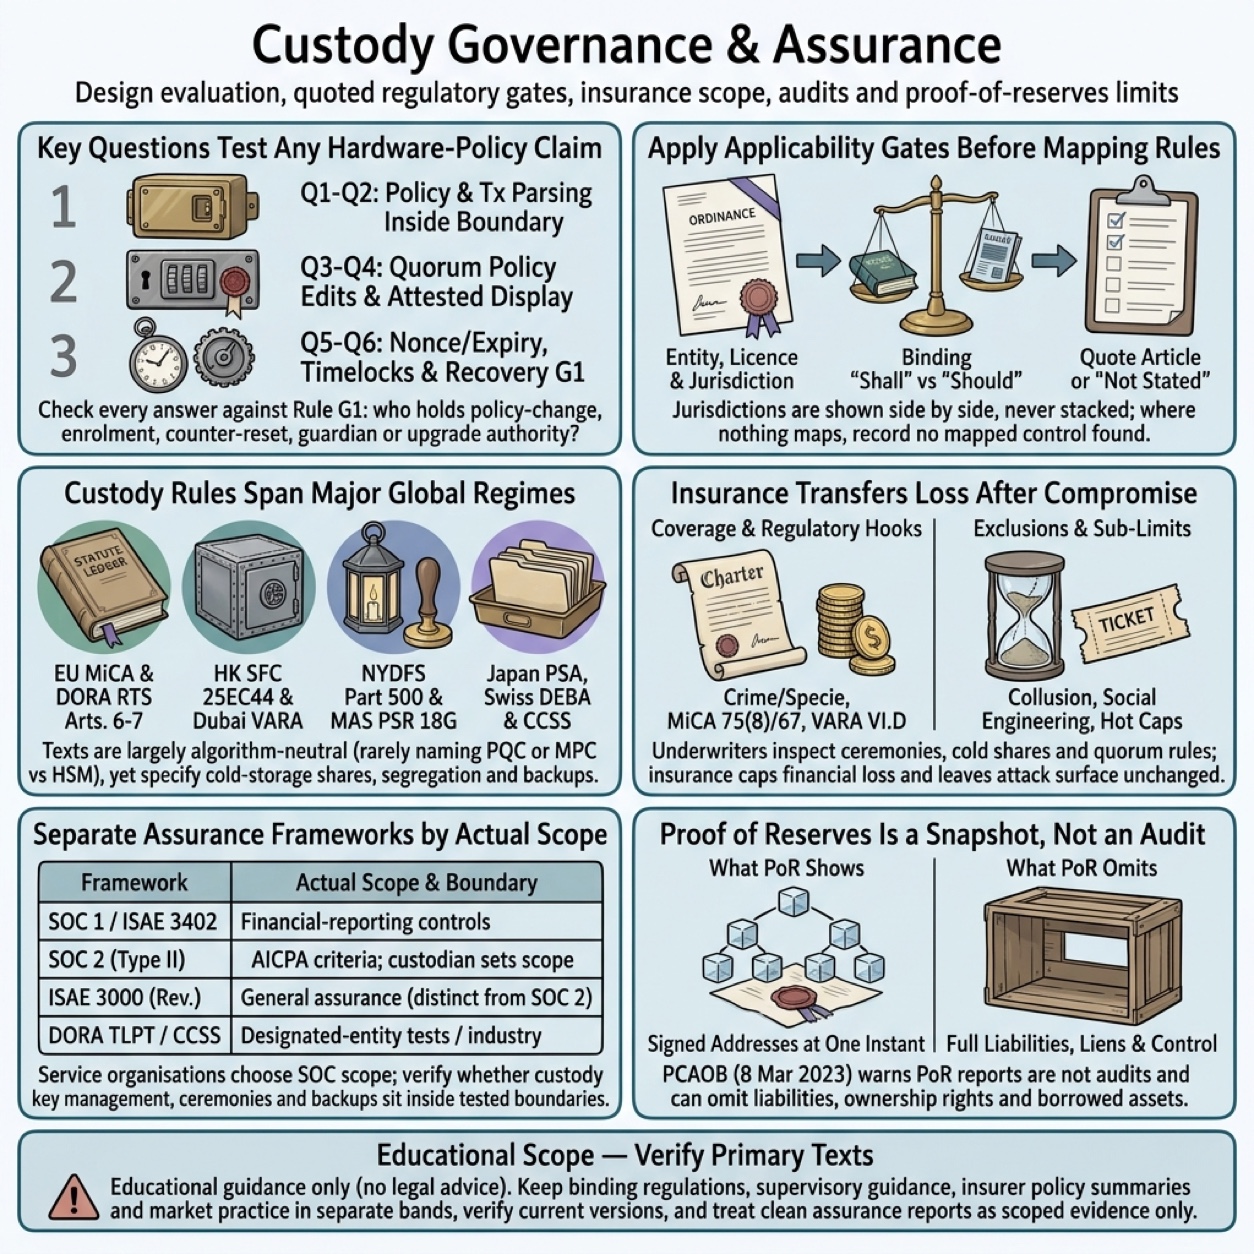 Custody Governance & Assurance
Design evaluation, quoted regulatory gates, insurance scope, audits and proof-of-reserves limits
Key Questions Test Any Hardware-Policy Claim
1
Q1-Q2: Policy & Tx Parsing
Inside Boundary
2
Q3-Q4: Quorum Policy
Edits & Attested Display
3
Q5-Q6: Nonce/Expiry,
Timelocks & Recovery G1
Check every answer against Rule G1: who holds policy-change,
enrolment, counter-reset, guardian or upgrade authority?
Apply Applicability Gates Before Mapping Rules
ORDINANCE
Entity, Licence
& Jurisdiction
Binding
“Shall” vs “Should”
Quote Article
or “Not Stated”
Jurisdictions are shown side by side, never stacked; where
nothing maps, record no mapped control found.
Custody Rules Span Major Global Regimes
STATUTE
LEDGER
EU MiCA &
DORA RTS
Arts. 6-7
HK SFC
25EC44 &
Dubai VARA
NYDFS
Part 500 &
MAS PSR 18G
Japan PSA,
Swiss DEBA
& CCSS
Texts are largely algorithm-neutral (rarely naming PQC or MPC
vs HSM), yet specify cold-storage shares, segregation and backups.
Insurance Transfers Loss After Compromise
Coverage & Regulatory Hooks
Charter
Crime/Specie,
MiCA 75(8)/67, VARA VI.D
Exclusions & Sub-Limits
TICKET
Collusion, Social
Engineering, Hot Caps
Underwriters inspect ceremonies, cold shares and quorum rules;
insurance caps financial loss and leaves attack surface unchanged.
Separate Assurance Frameworks by Actual Scope
Framework Actual Scope & Boundary
SOC 1 / ISAE 3402 Financial-reporting controls
SOC 2 (Type II) AICPA criteria; custodian sets scope
ISAE 3000 (Rev.) General assurance (distinct from SOC 2)
DORA TLPT / CCSS Designated-entity tests / industry
Service organisations choose SOC scope; verify whether custody
key management, ceremonies and backups sit inside tested boundaries.
Proof of Reserves Is a Snapshot, Not an Audit
What PoR Shows
Signed Addresses at One Instant
What PoR Omits
Full Liabilities, Liens & Control
PCAOB (8 Mar 2023) warns PoR reports are not audits and
can omit liabilities, ownership rights and borrowed assets.
Educational Scope — Verify Primary Texts
Educational guidance only (no legal advice). Keep binding regulations, supervisory guidance, insurer policy summaries
and market practice in separate bands, verify current versions, and treat clean assurance reports as scoped evidence only.